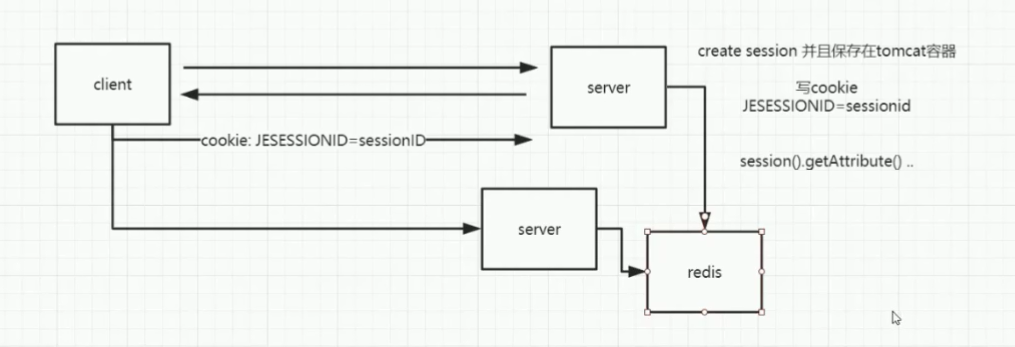 create session 并且保存在tomcat容器
client
server
写cookie
JESESSIONID=sessionid
cookie: JESESSIONID=sessionID
session().getAttribute() ..
server
redis